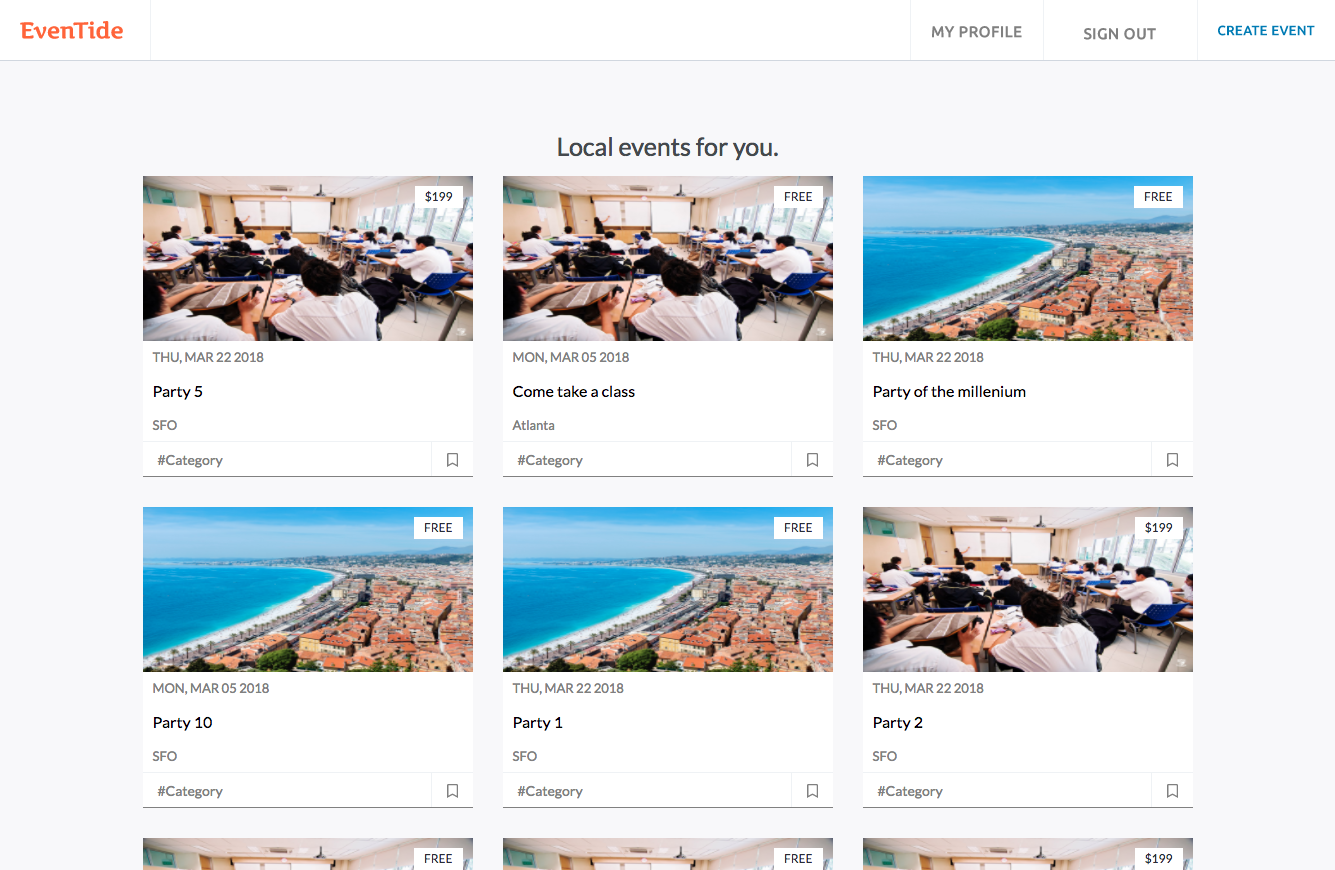 EvenTide
MY PROFILE
SIGN OUT
CREATE EVENT
Local events for you.
$199
THU, MAR 22 2018
Party 5
SFO
#Category
FREE
MON, MAR 05 2018
Come take a class
Atlanta
#Category
FREE
THU, MAR 22 2018
Party of the millenium
SFO
#Category
FREE
MON, MAR 05 2018
Party 10
SFO
#Category
FREE
THU, MAR 22 2018
Party 1
SFO
#Category
$199
THU, MAR 22 2018
Party 2
SFO
#Category
FREE
FREE
$199